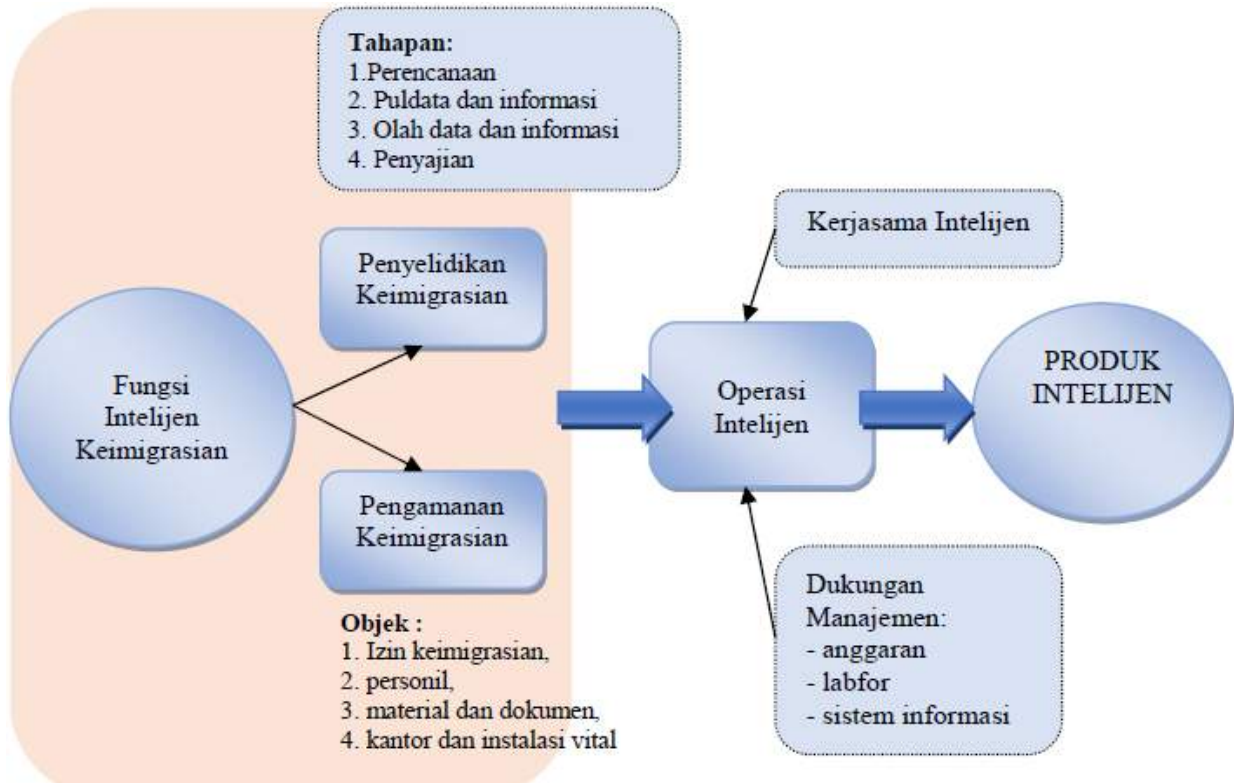 Tahapan:
1.Perencanaan
2. Puldata dan informasi
3. Olah data dan informasi
4. Penyajian
Kerjasama Intelijen
Penyelidikan
Keimigrasian
Fungsi
Intelijen
Keimigrasian
Operasi
Intelijen
PRODUK
INTELIJEN
Pengamanan
Keimigrasian
Objek :
1. Izin keimigrasian,
2. personil,
3. material dan dokumen,
4. kantor dan instalasi vital
Dukungan
Manajemen:
- anggaran
- labfor
- sistem informasi